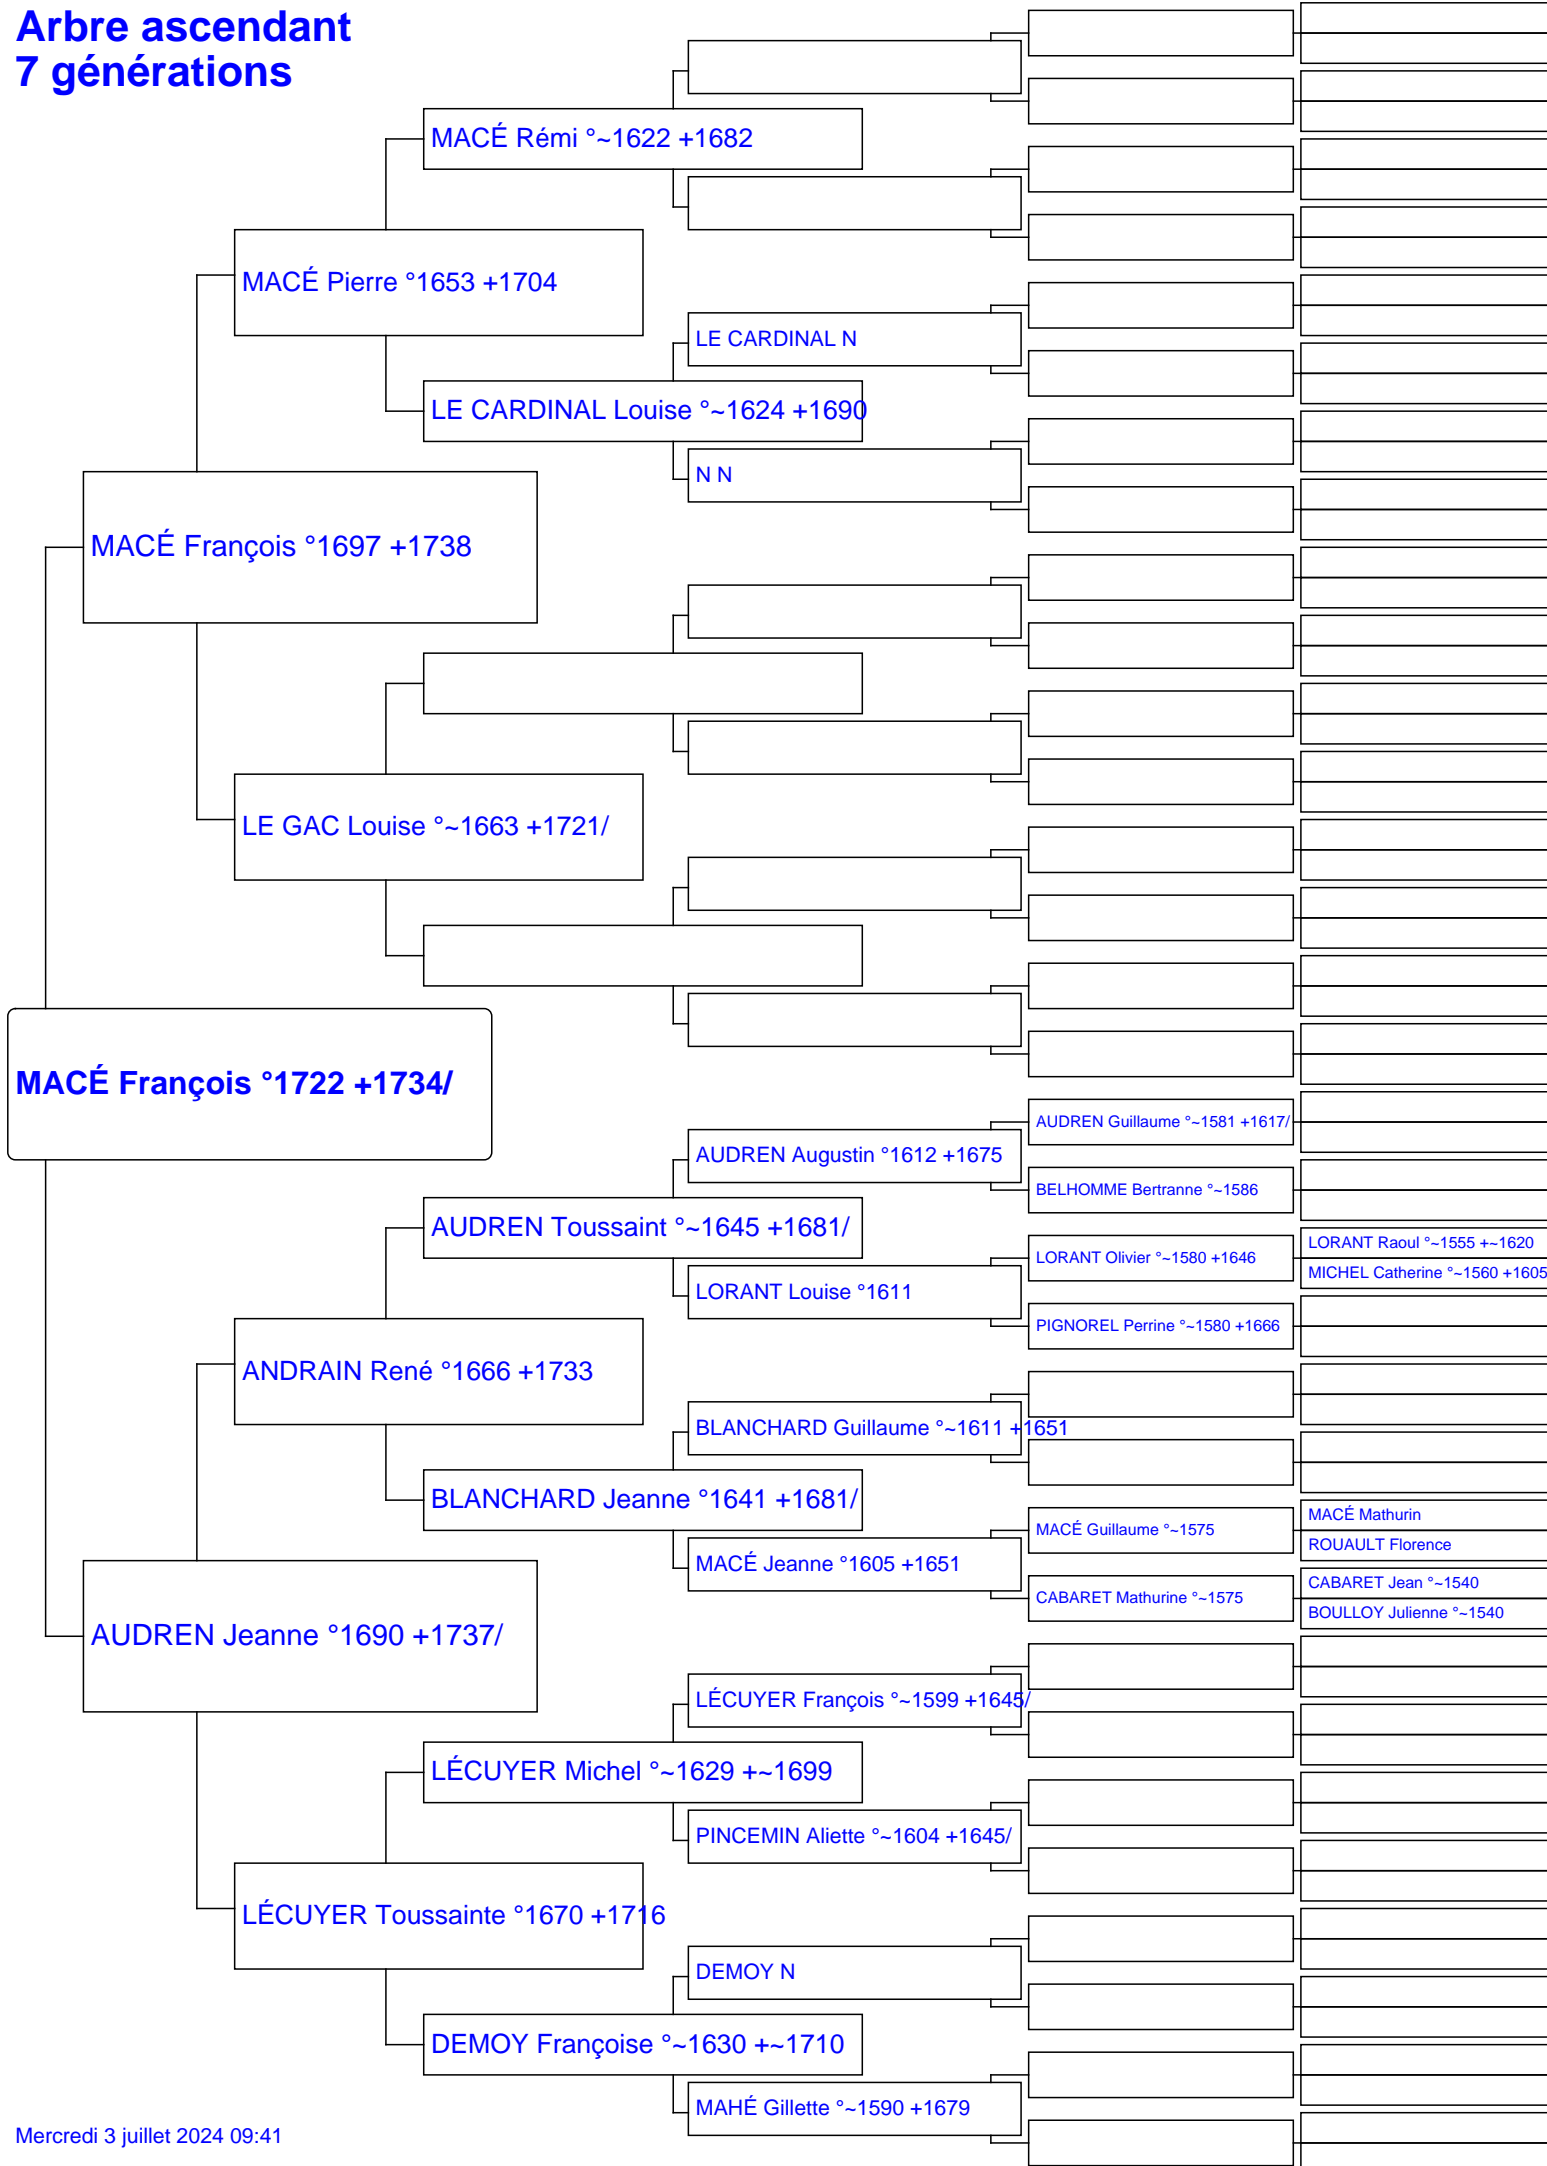 Arbre ascendant
7 générations
MACÉ Rémi °~1622 +1682
MACÉ Pierre °1653 +1704
LE CARDINAL N
LE CARDINAL Louise °~1624 +1690
N N
MACÉ François °1697 +1738
LE GAC Louise °~1663 +1721/
MACÉ François °1722 +1734/
AUDREN Guillaume °~1581 +1617/
AUDREN Augustin °1612 +1675
BELHOMME Bertranne °~1586
AUDREN Toussaint °~1645 +1681/
LORANT Raoul °~1555 +~1620
LORANT Olivier °~1580 +1646
MICHEL Catherine °~1560 +1605
LORANT Louise °1611
PIGNOREL Perrine °~1580 +1666
ANDRAIN René °1666 +1733
BLANCHARD Guillaume °~1611 +1651
BLANCHARD Jeanne °1641 +1681/
MACÉ Mathurin
MACÉ Guillaume °~1575
ROUAULT Florence
MACÉ Jeanne °1605 +1651
CABARET Jean °~1540
CABARET Mathurine °~1575
BOULLOY Julienne °~1540
AUDREN Jeanne °1690 +1737/
LÉCUYER François °~1599 +1645/
LÉCUYER Michel °~1629 +~1699
PINCEMIN Aliette °~1604 +1645/
LÉCUYER Toussainte °1670 +1716
DEMOY N
DEMOY Françoise °~1630 +~1710
MAHÉ Gillette °~1590 +1679
Mercredi 3 juillet 2024 09:41